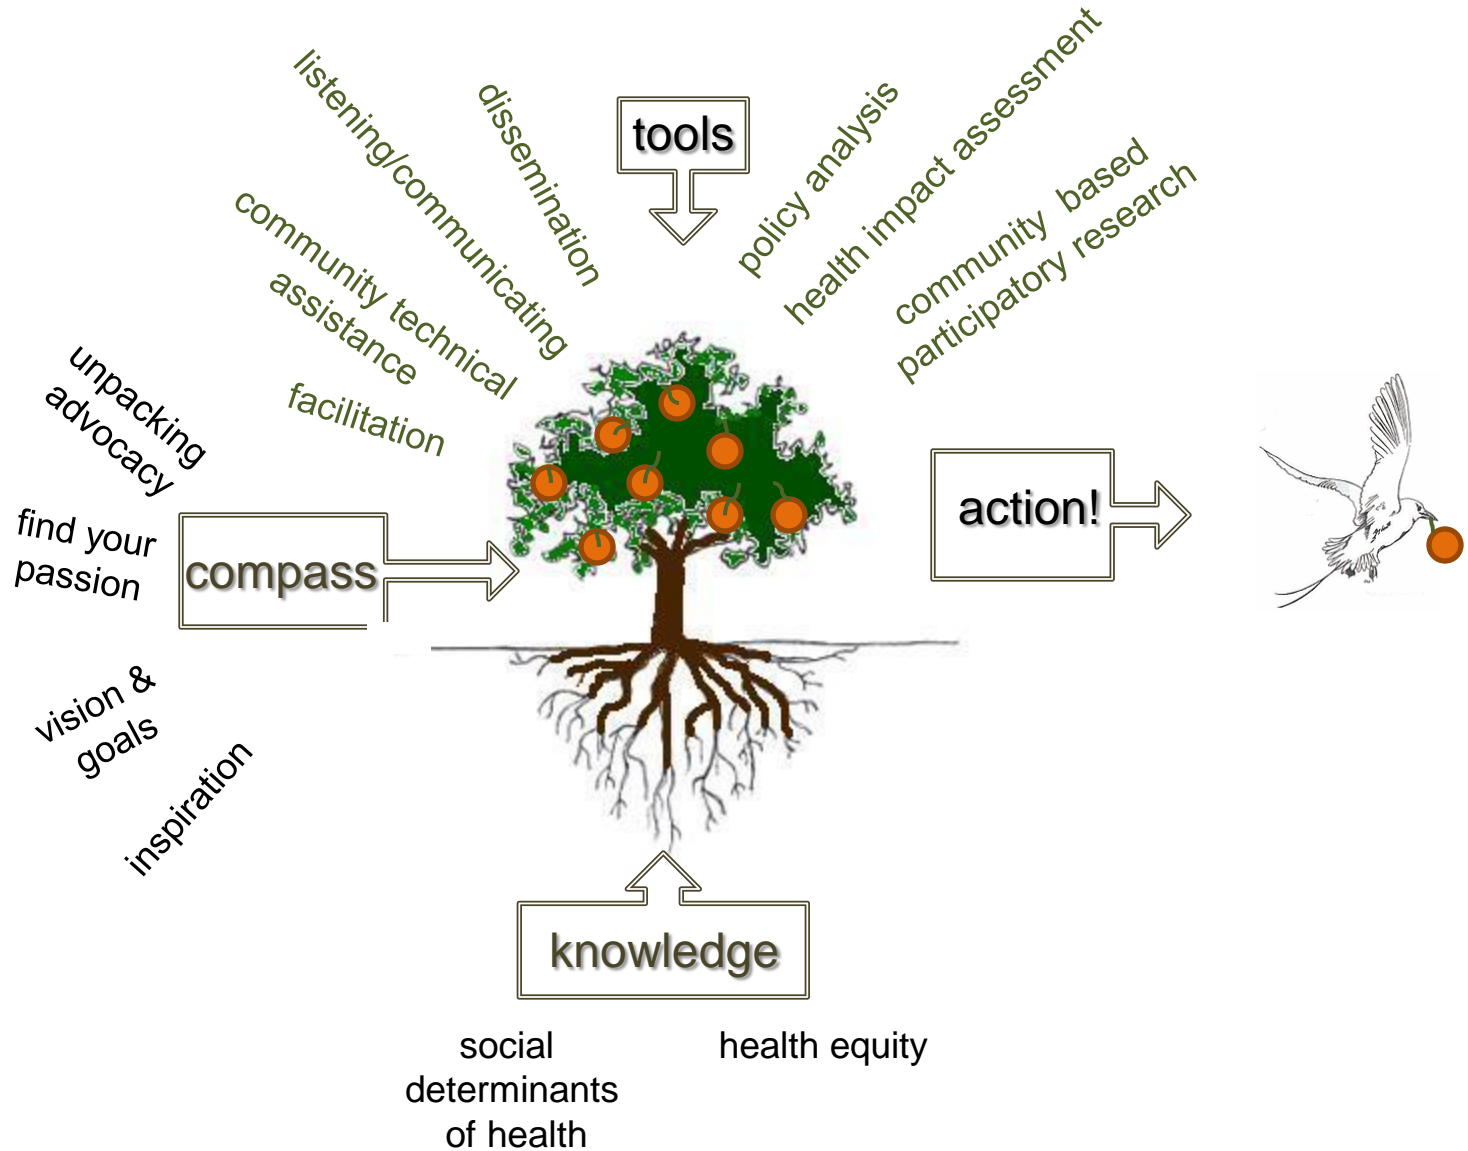 tools
listening/communicating
dissemination
policy analysis
health impact assessment
community technical
assistance
community  based
participatory research
facilitation
unpacking
advocacy
find your
passion
compass
action!
vision &
goals
inspiration
knowledge
social
determinants
of health
health equity